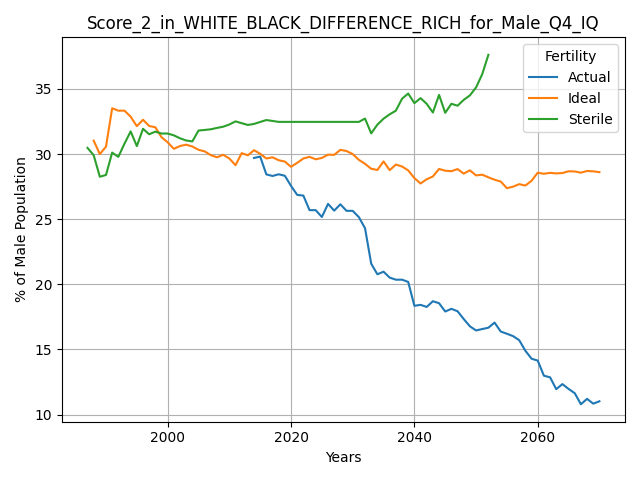 Score_2_in_WHITE_BLACK_DIFFERENCE_RICH_for_Male_Q4_IQ
Fertility
Actual
Ideal
Sterile
% of Male Population
35
30
25
20
15
10
2000
2020
2040
2060
Years